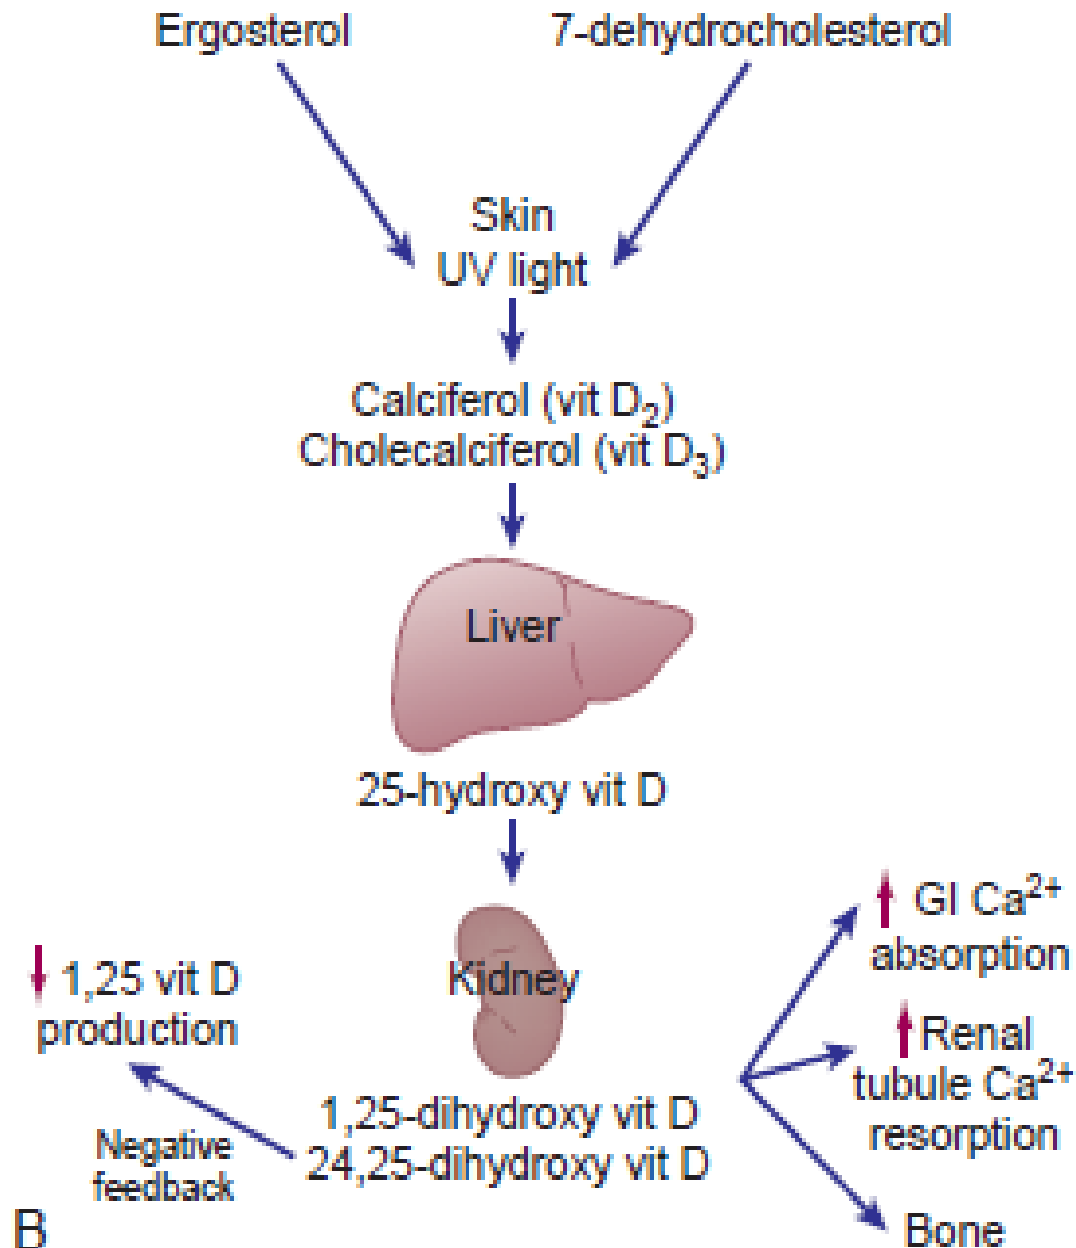 Ergosterol 7-dehydrocholesterol
Skin
UV light
Calciferol (vit D₂)
Cholecalciferol (vit D₃)
Liver
25-hydroxy vit D
Kidney
1,25-dihydroxy vit D
24,25-dihydroxy vit D
↓ 1,25 vit D
production
Negative
feedback
↑ GI Ca²⁺
absorption
↑ Renal
tubule Ca²⁺
resorption
Bone
B